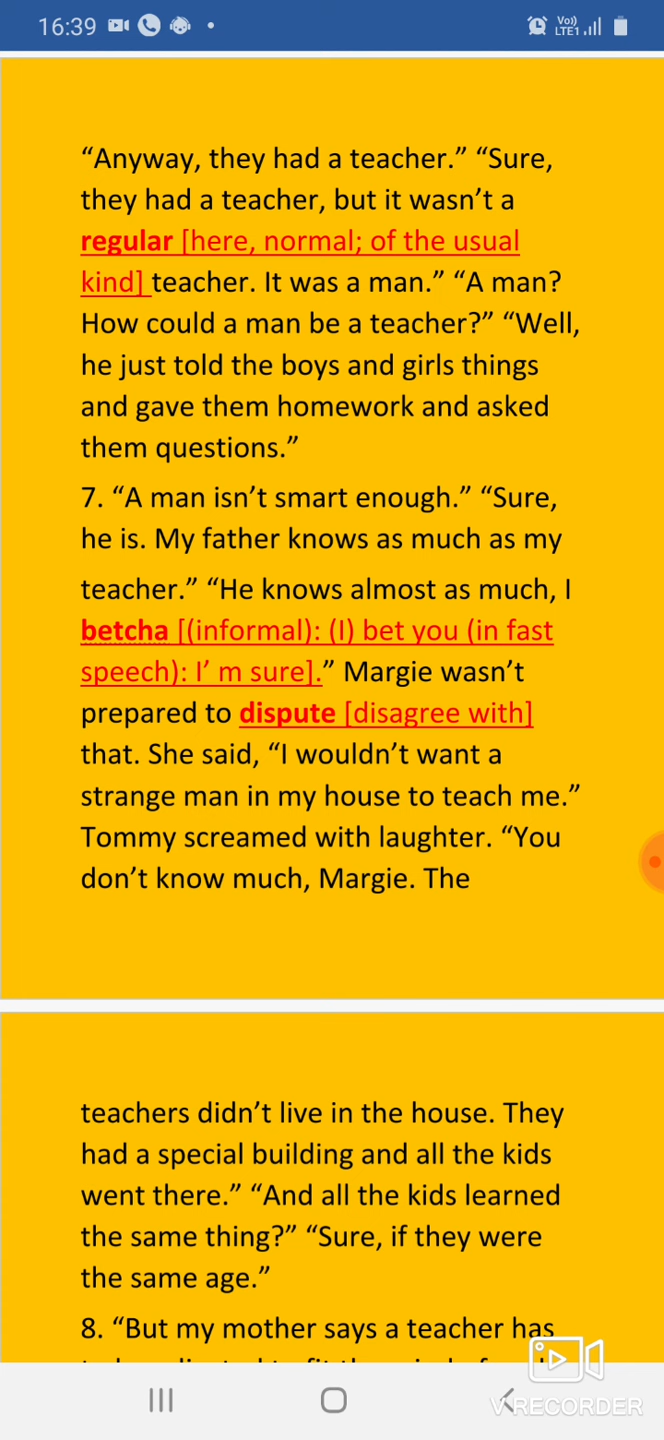 16:39
Vo))
LTE1
“Anyway, they had a teacher.” “Sure,
they had a teacher, but it wasn’t a
regular [here, normal; of the usual
kind] teacher. It was a man.” “A man?
How could a man be a teacher?” “Well,
he just told the boys and girls things
and gave them homework and asked
them questions.”
7. “A man isn’t smart enough.” “Sure,
he is. My father knows as much as my
teacher.” “He knows almost as much, I
betcha [(informal): (I) bet you (in fast
speech): I’ m sure].” Margie wasn’t
prepared to dispute [disagree with]
that. She said, “I wouldn’t want a
strange man in my house to teach me.”
Tommy screamed with laughter. “You
don’t know much, Margie. The
teachers didn’t live in the house. They
had a special building and all the kids
went there.” “And all the kids learned
the same thing?” “Sure, if they were
the same age.”
8. “But my mother says a teacher has
V RECORDER